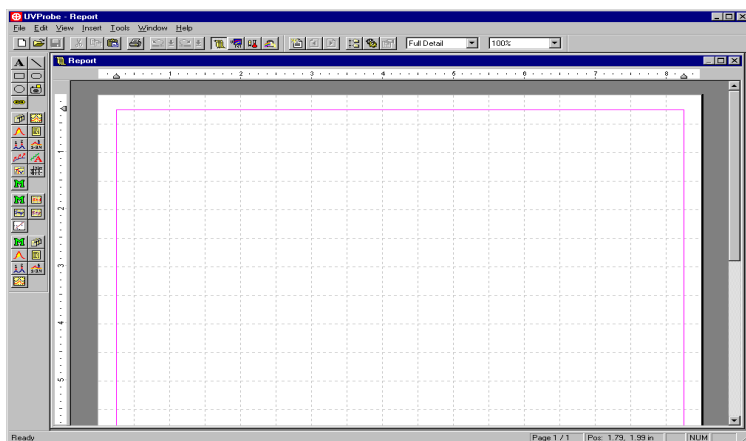 UVProbe - Report
File Edit View Insert Tools Window Help
Full Detail 100%
A
Report
1 2 3 4 5 6 7 8
1
2
3
4
5
Ready Page 1 / 1 Pos: 1.79, 1.99 in NUM